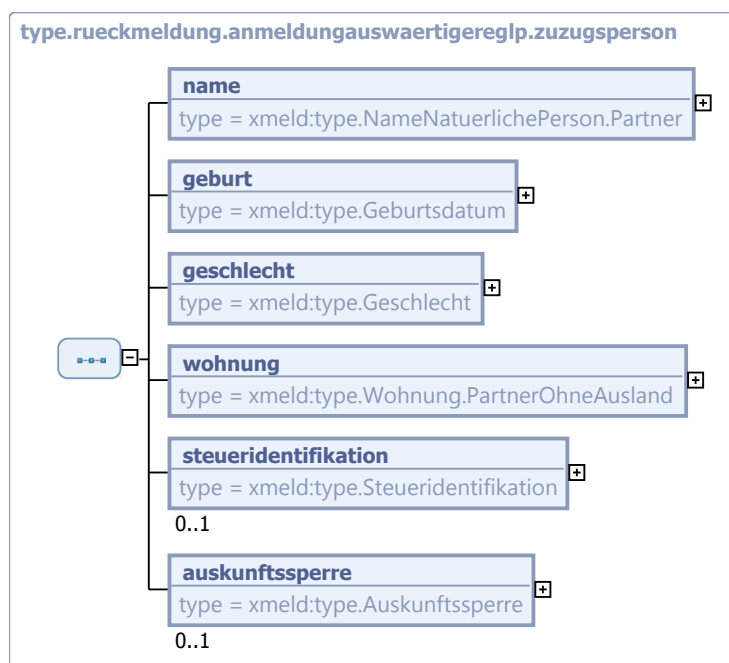 type.rueckmeldung.anmeldungauswaertigereglp.zuzugsperson
name
type = xmeld:type.NameNatuerlichePerson.Partner
geburt
type = xmeld:type.Geburtsdatum
geschlecht
type = xmeld:type.Geschlecht
wohnung
type = xmeld:type.Wohnung.PartnerOhneAusland
steueridentifikation
type = xmeld:type.Steueridentifikation
0..1
auskunftssperre
type = xmeld:type.Auskunftssperre
0..1